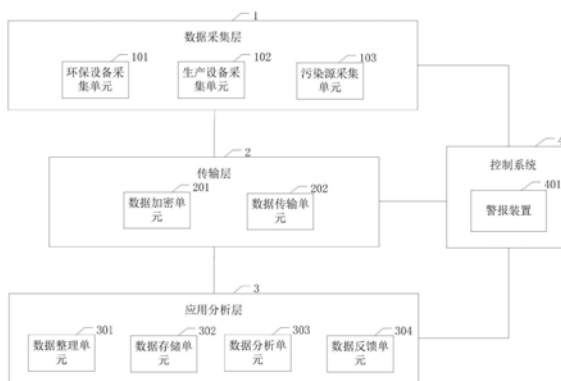 1
数据采集层
101
102
103
环保设备采
集单元
生产设备采
集单元
污染源采集
单元
2
传输层
201
202
数据加密单
元
数据传输单
元
4
控制系统
401
警报装置
3
应用分析层
301
302
303
304
数据整理单
元
数据存储单
元
数据分析单
元
数据反馈单
元